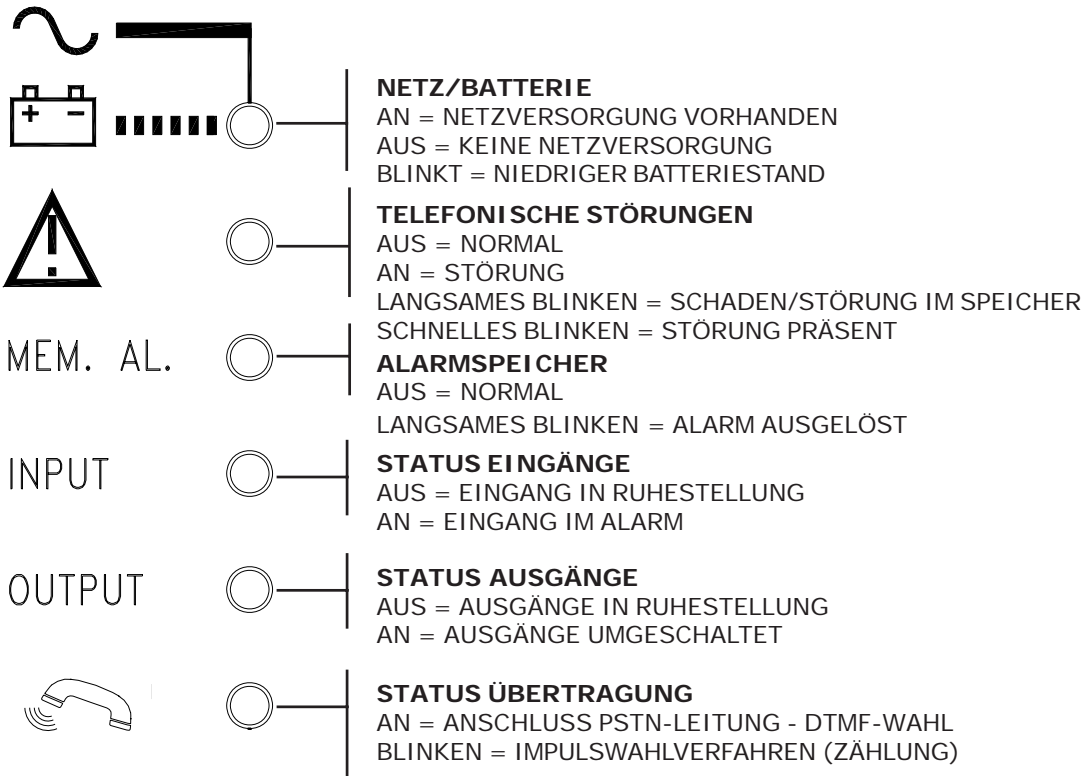 NETZ/BATTERIE
AN = NETZVERSORGUNG VORHANDEN
AUS = KEINE NETZVERSORGUNG
BLINKT = NIEDRIGER BATTERIESTAND
TELEFONISCHE STÖRUNGEN
AUS = NORMAL
AN = STÖRUNG
LANGSAMES BLINKEN = SCHADEN/STÖRUNG IM SPEICHER
SCHNELLES BLINKEN = STÖRUNG PRÄSENT
MEM. AL.
ALARMSPEICHER
AUS = NORMAL
LANGSAMES BLINKEN = ALARM AUSGELÖST
INPUT
STATUS EINGÄNGE
AUS = EINGANG IN RUHESTELLUNG
AN = EINGANG IM ALARM
OUTPUT
STATUS AUSGÄNGE
AUS = AUSGÄNGE IN RUHESTELLUNG
AN = AUSGÄNGE UMGESCHALTET
STATUS ÜBERTRAGUNG
AN = ANSCHLUSS PSTN-LEITUNG - DTMF-WAHL
BLINKEN = IMPULSWAHLVERFAHREN (ZÄHLUNG)